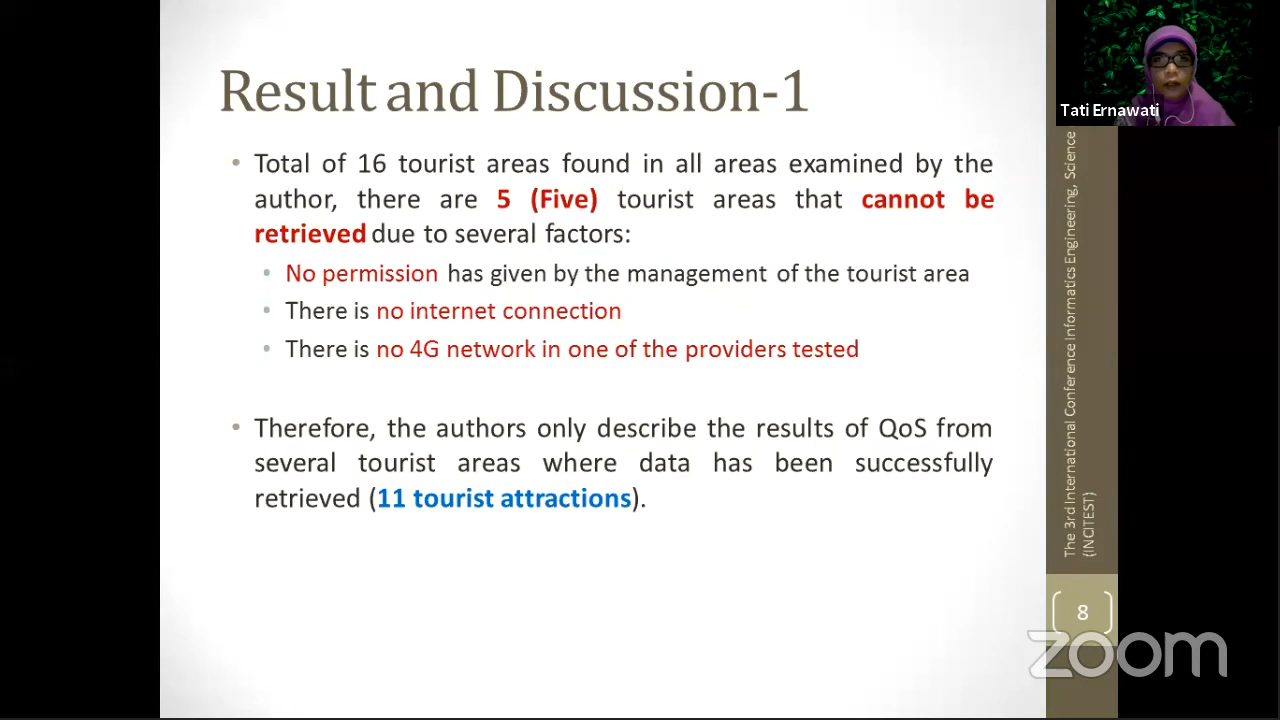 Result and Discussion-1
Tati Ernawati
• Total of 16 tourist areas found in all areas examined by the
author, there are 5 (Five) tourist areas that cannot be
retrieved due to several factors:
• No permission has given by the management of the tourist area
• There is no internet connection
• There is no 4G network in one of the providers tested
• Therefore, the authors only describe the results of QoS from
several tourist areas where data has been successfully
retrieved (11 tourist attractions).
The 3rd International Conference Informatics Engineering, Science
(INCITEST)
8
zoom